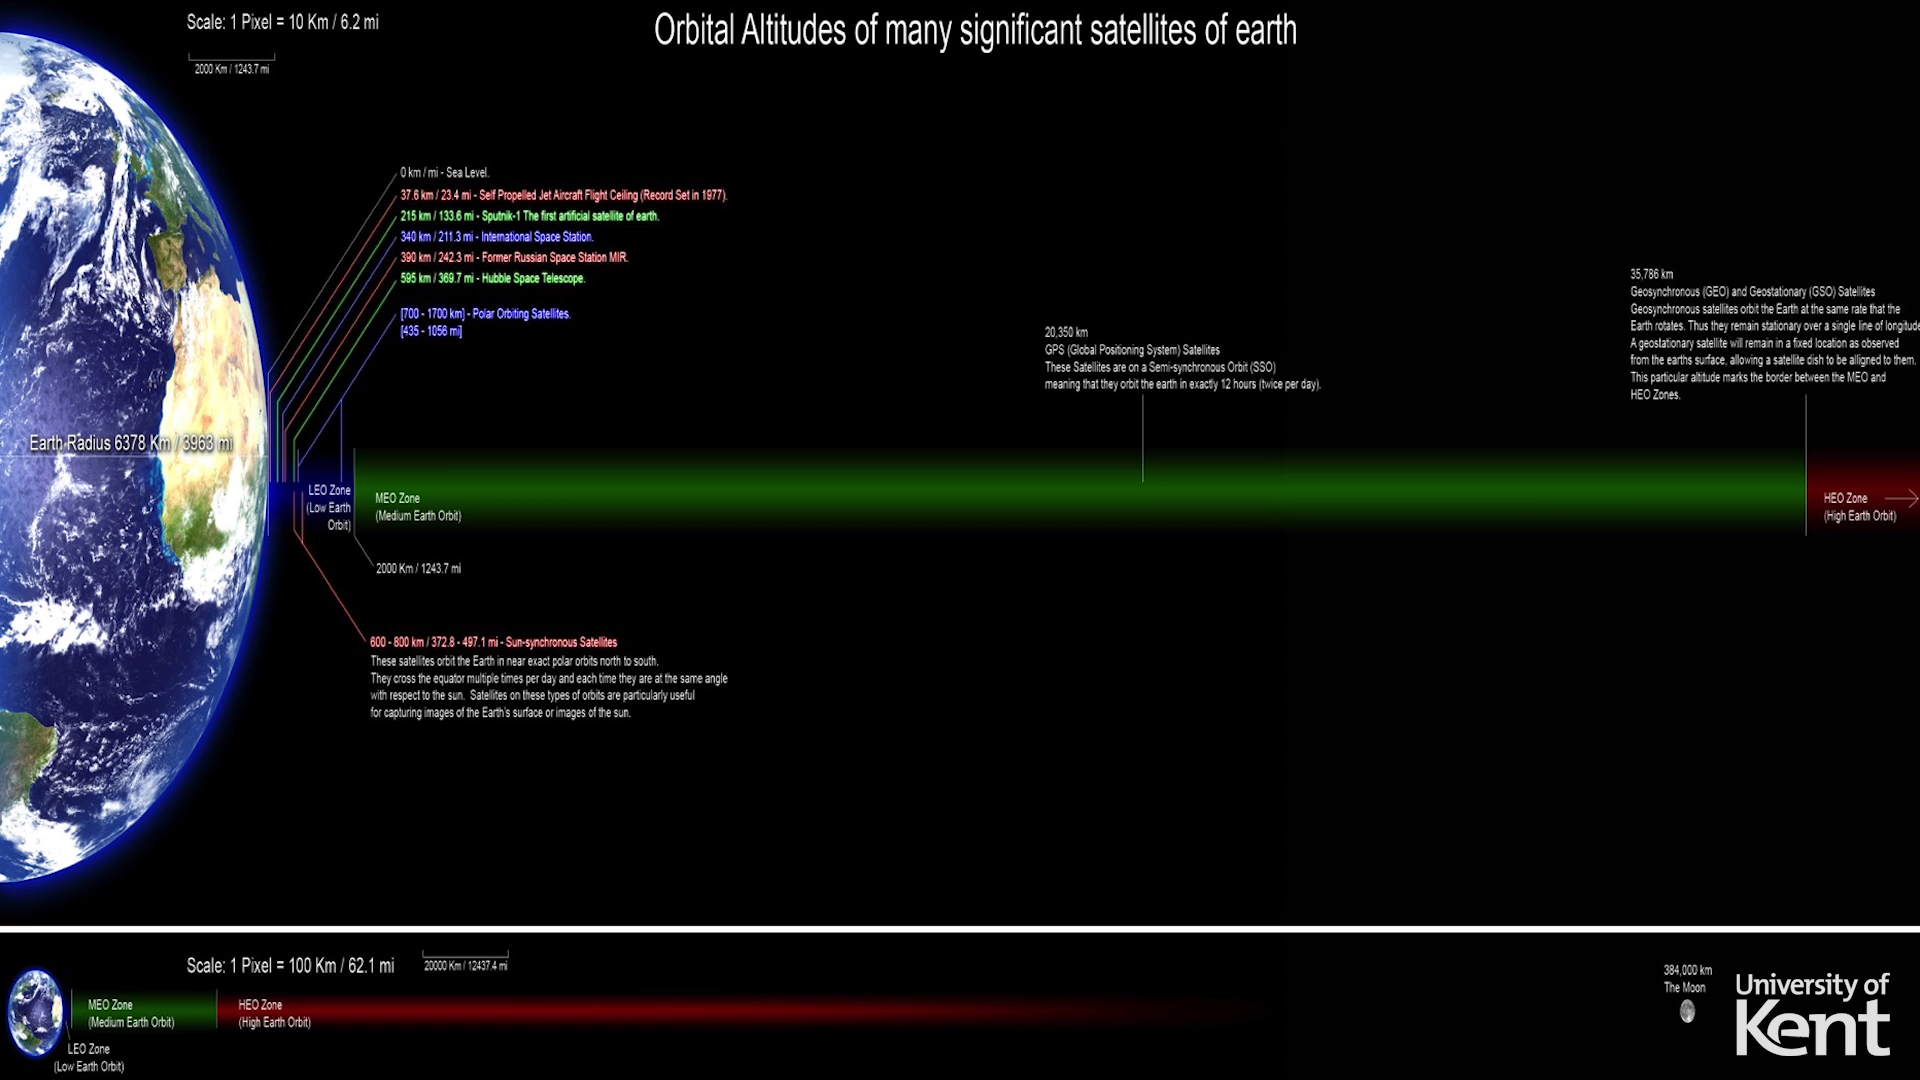 Scale: 1 Pixel = 10 Km / 6.2 mi
Orbital Altitudes of many significant satellites of earth
2000 Km / 1243.7 mi
0 km / mi - Sea Level.
37.6 km / 23.4 mi - Self Propelled Jet Aircraft Flight Ceiling (Record Set in 1977).
215 km / 133.6 mi - Sputnik-1 The first artificial satellite of earth.
340 km / 211.3 mi - International Space Station.
390 km / 242.3 mi - Former Russian Space Station MIR.
595 km / 369.7 mi - Hubble Space Telescope.
[700 - 1700 km] - Polar Orbiting Satellites.
[435 - 1056 mi]
20,350 km
GPS (Global Positioning System) Satellites
These Satellites are on a Semi-synchronous Orbit (SSO)
meaning that they orbit the earth in exactly 12 hours (twice per day).
35,786 km
Geosynchronous (GEO) and Geostationary (GSO) Satellites
Geosynchronous satellites orbit the Earth at the same rate that the
Earth rotates. Thus they remain stationary over a single line of longitude
A geostationary satellite will remain in a fixed location as observed
from the earths surface, allowing a satellite dish to be alligned to them.
This particular altitude marks the border between the MEO and
HEO Zones.
Earth Radius 6378 Km / 3963 mi
LEO Zone
(Low Earth
Orbit)
MEO Zone
(Medium Earth Orbit)
HEO Zone
(High Earth Orbit)
2000 Km / 1243.7 mi
600 - 800 km / 372.8 - 497.1 mi - Sun-synchronous Satellites
These satellites orbit the Earth in near exact polar orbits north to south.
They cross the equator multiple times per day and each time they are at the same angle
with respect to the sun. Satellites on these types of orbits are particularly useful
for capturing images of the Earth's surface or images of the sun.
Scale: 1 Pixel = 100 Km / 62.1 mi
20000 Km / 12437.4 mi
MEO Zone
(Medium Earth Orbit)
HEO Zone
(High Earth Orbit)
LEO Zone
(Low Earth Orbit)
384,000 km
The Moon
University of
Kent